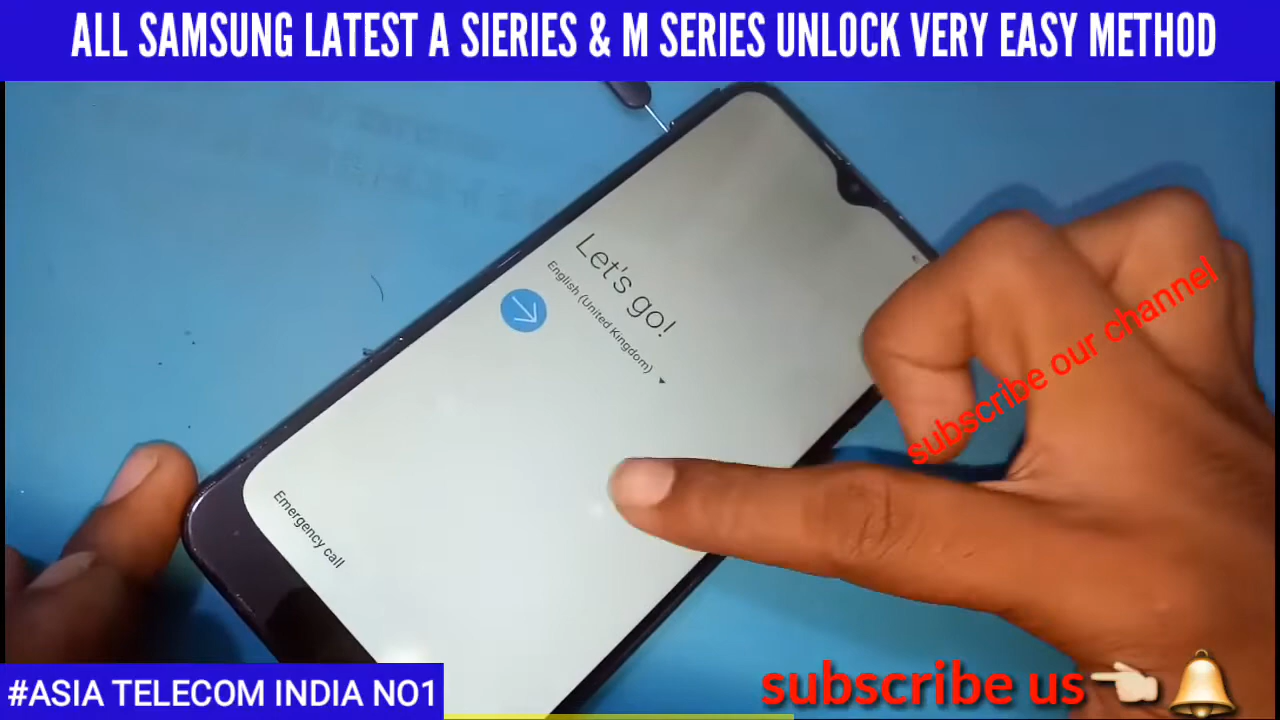 ALL SAMSUNG LATEST A SIERIES & M SERIES UNLOCK VERY EASY METHOD
Let's go!
English (United Kingdom)
Emergency call
subscribe our channel
#ASIA TELECOM INDIA NO1
subscribe us